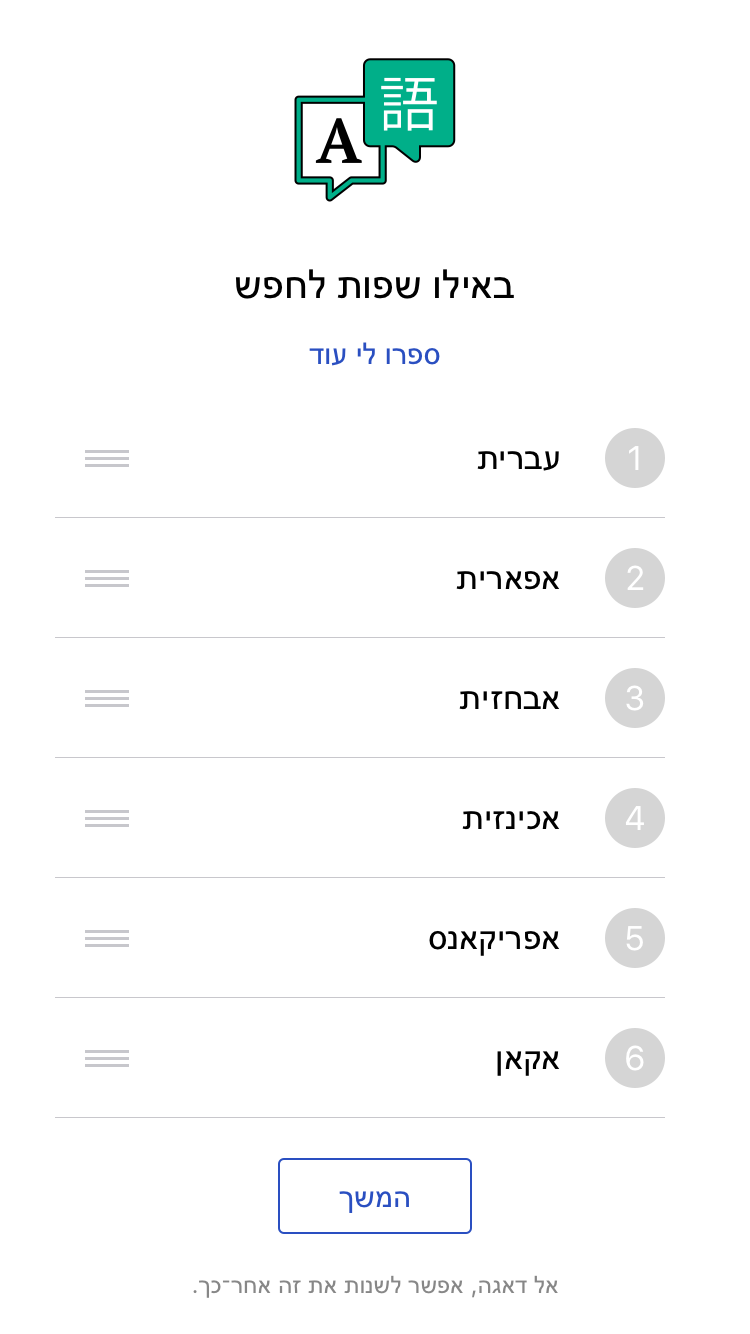 A
語
באילו שפות לחפש
ספרו לי עוד
1 עברית
2 אפארית
3 אבחזית
4 אכינזית
5 אפריקאנס
6 אקאן
המשך
אל דאגה, אפשר לשנות את זה אחר־כך.